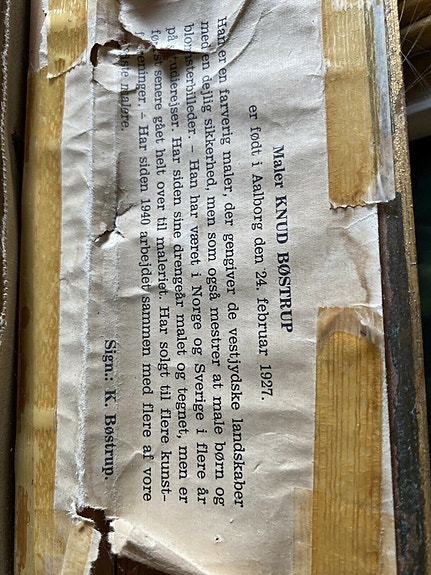 Maler KNUD BØSTRUP
er født i Aalborg den 24. februar 1927.
Han er en farverig maler, der gengiver de vestjydske landskaber
med en dejlig sikkerhed, men som også mestrer at male børn og
blomsterbilleder. – Han har været i Norge og Sverige i flere år
på studierejser. Har siden sine drengeår malet og tegnet, men er
først senere gået helt over til maleriet. Har solgt til flere kunst-
eninger. – Har siden 1940 arbejdet sammen med flere af vore
malere.
Sign.: K. Bøstrup.